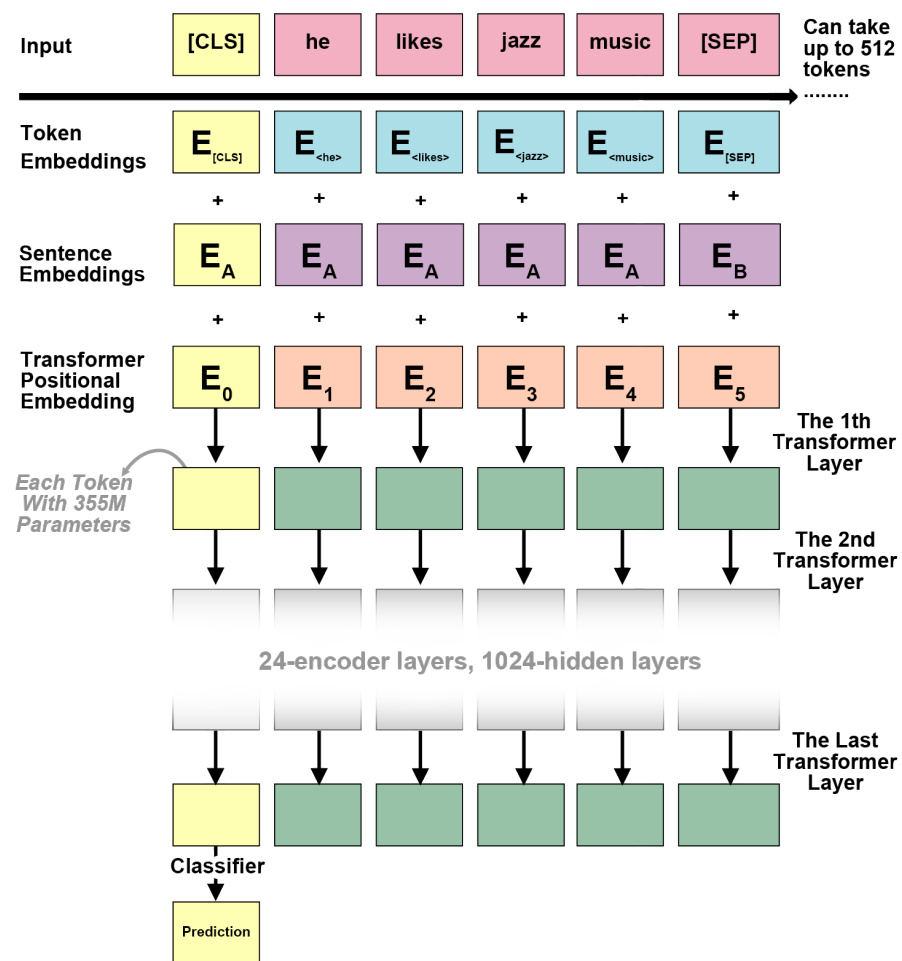 Input
[CLS] he likes jazz music [SEP]
Can take
up to 512
tokens
........
Token
Embeddings
E[CLS] E<he> E<likes> E<jazz> E<music> E[SEP]
+ + + + + +
Sentence
Embeddings
EA EA EA EA EA EB
+ + + + + +
Transformer
Positional
Embedding
E0 E1 E2 E3 E4 E5
The 1th
Transformer
Layer
Each Token
With 355M
Parameters
The 2nd
Transformer
Layer
24-encoder layers, 1024-hidden layers
The Last
Transformer
Layer
Classifier
Prediction